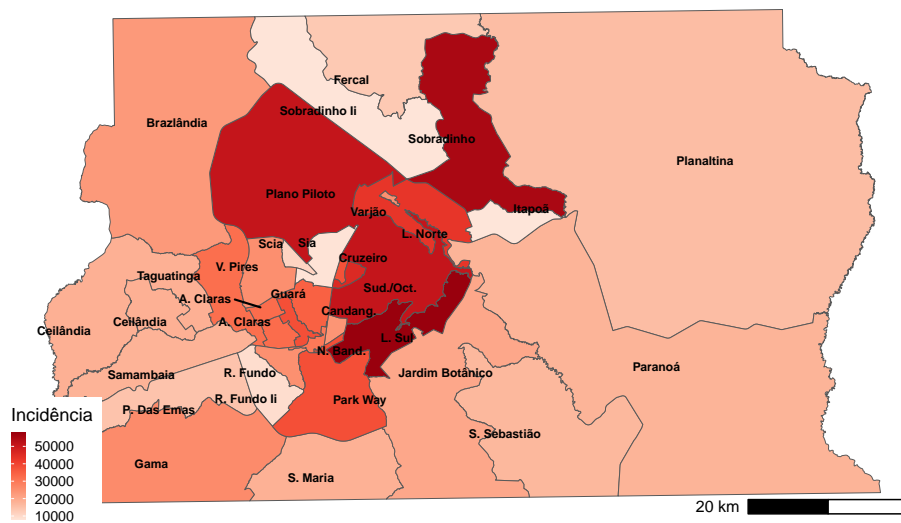 Fercal
Sobradinho Ii
Brazlândia
Sobradinho
Planaltina
Plano Piloto
Varjão
Itapoã
L. Norte
Scia
Sia
Cruzeiro
V. Pires
Taguatinga
Sud./Oct.
Guará
A. Claras
Candang.
Ceilândia
Ceilândia
A. Claras
L. Sul
N. Band.
R. Fundo
Jardim Botânico
Paranoá
Samambaia
R. Fundo Ii
Park Way
P. Das Emas
S. Sebastião
Gama
S. Maria
Incidência
50000
40000
30000
20000
10000
20 km